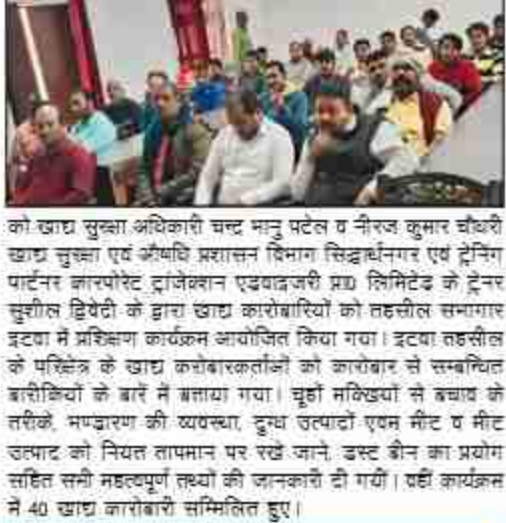 को खाद्य सुरक्षा अधिकारी चन्द्र भानु पटेल व नीरज कुमार चौधरी
खाद्य सुरक्षा एवं औषधि प्रशासन विभाग सिद्धार्थनगर एवं ट्रेनिंग
पार्टनर कारपोरेट ट्रांजेक्शन एडवाइजरी प्रा0 लिमिटेड के ट्रेनर
सुशील द्विवेदी के द्वारा खाद्य कारोबारियों को तहसील सभागार
इटवा में प्रशिक्षण कार्यक्रम आयोजित किया गया। इटवा तहसील
के परिक्षेत्र के खाद्य करोबारकर्ताओं को कारोबार से सम्बन्धित
बारीकियों के बारें में बताया गया। चूहों मक्खियों से बचाव के
तरीके, भण्डारण की व्यवस्था, दुग्ध उत्पादों एवम मीट व मीट
उत्पाद को नियत तापमान पर रखे जाने, डस्ट बीन का प्रयोग
सहित सभी महत्वपूर्ण तथ्यों की जानकारी दी गयी। वहीं कार्यक्रम
में 40 खाद्य कारोबारी सम्मिलित हुए।